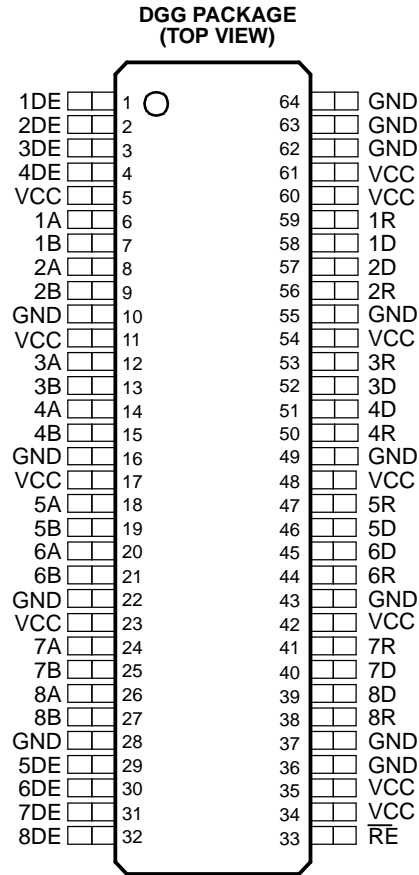 DGG PACKAGE
(TOP VIEW)
1DE 1 64 GND
2DE 2 63 GND
3DE 3 62 GND
4DE 4 61 VCC
VCC 5 60 VCC
1A 6 59 1R
1B 7 58 1D
2A 8 57 2D
2B 9 56 2R
GND 10 55 GND
VCC 11 54 VCC
3A 12 53 3R
3B 13 52 3D
4A 14 51 4D
4B 15 50 4R
GND 16 49 GND
VCC 17 48 VCC
5A 18 47 5R
5B 19 46 5D
6A 20 45 6D
6B 21 44 6R
GND 22 43 GND
VCC 23 42 VCC
7A 24 41 7R
7B 25 40 7D
8A 26 39 8D
8B 27 38 8R
GND 28 37 GND
5DE 29 36 GND
6DE 30 35 VCC
7DE 31 34 VCC
8DE 32 33 R̅E̅